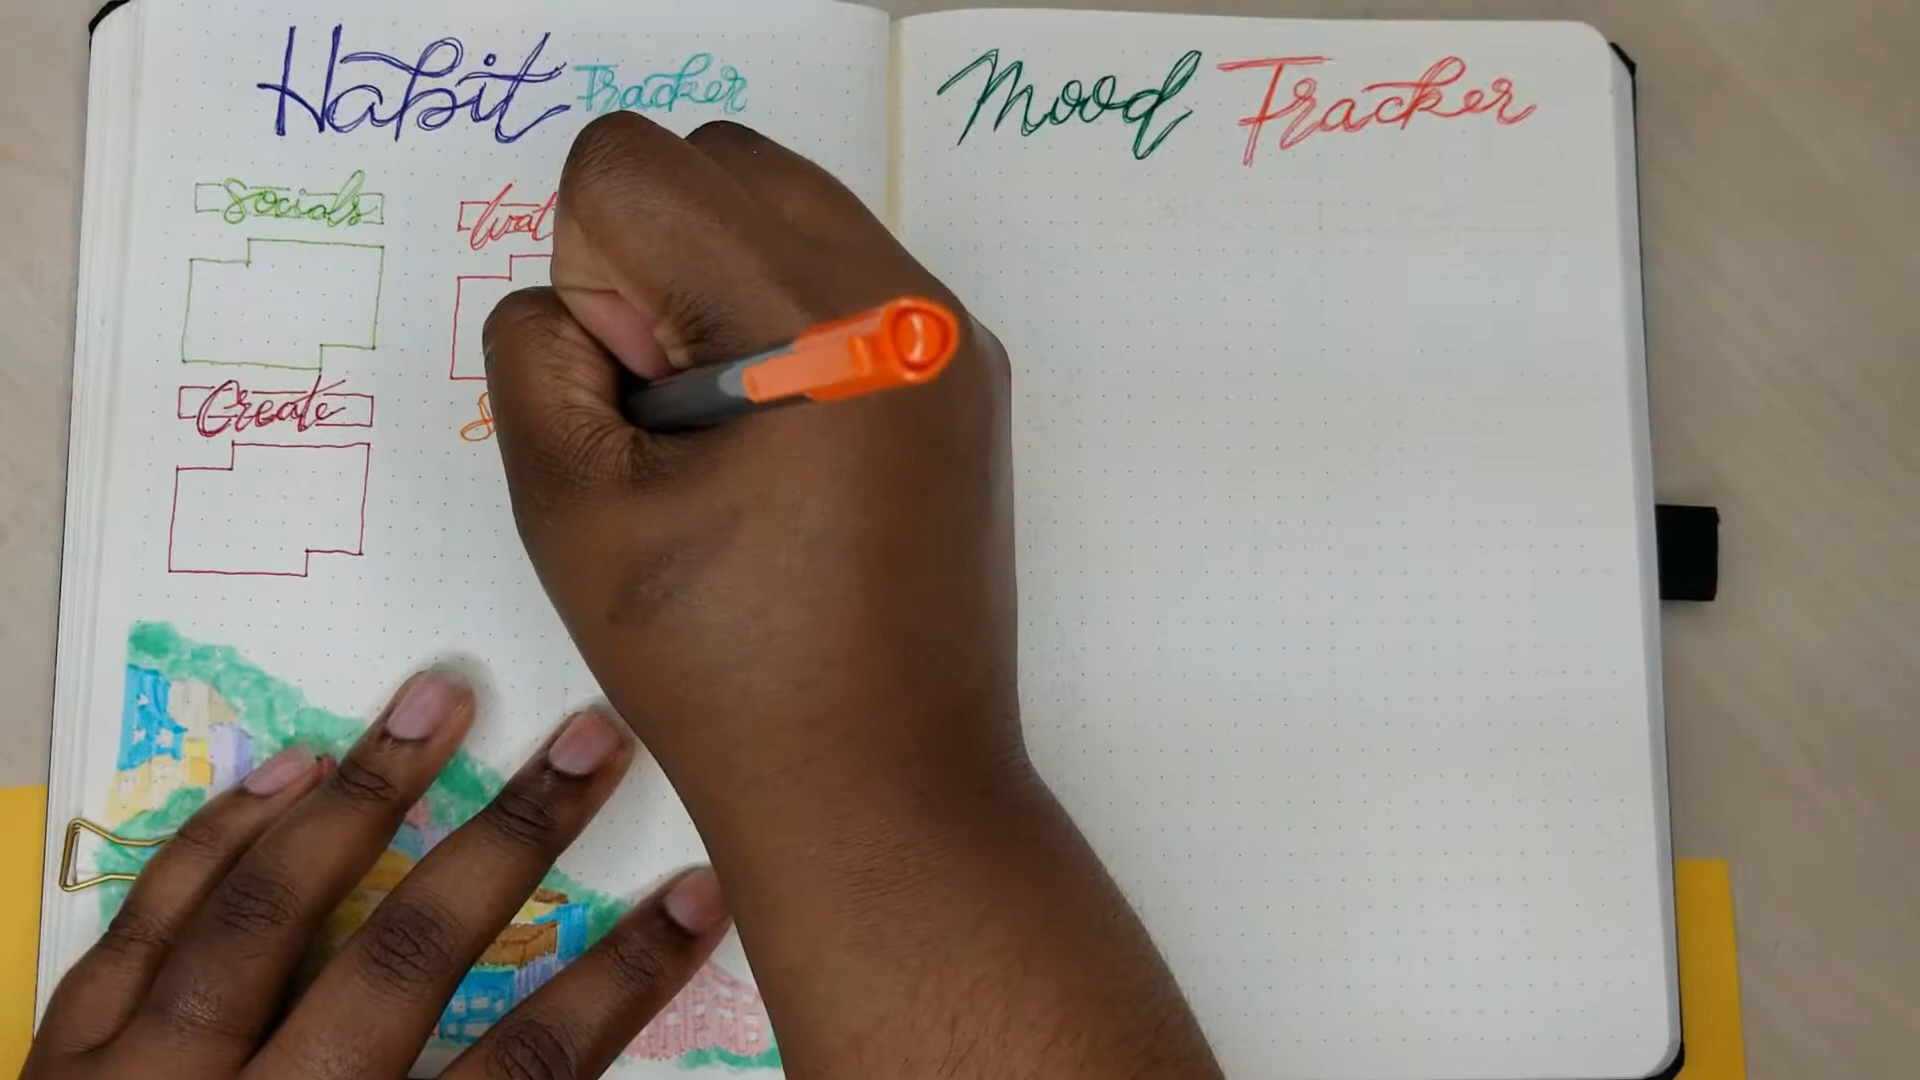 Habit Tracker
Mood Tracker
Socials
Create